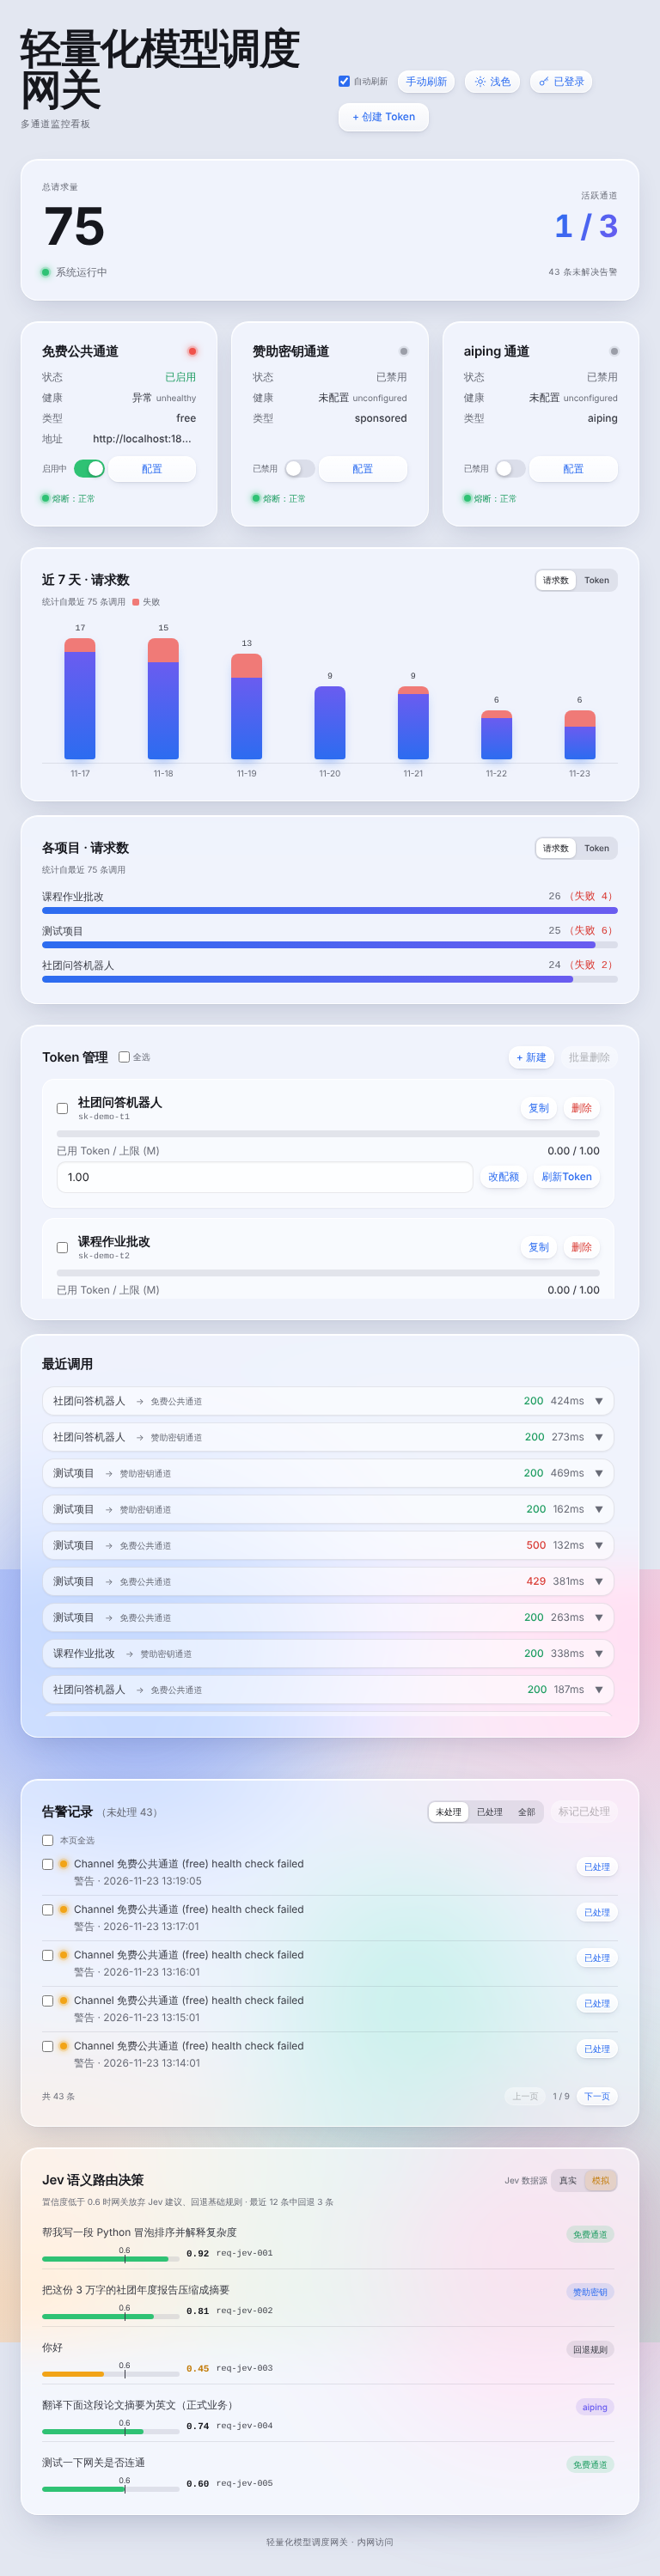 轻量化模型调度
网关
多通道监控看板
自动刷新 手动刷新 浅色 已登录
+ 创建 Token
总请求量
75
系统运行中
活跃通道
1 / 3
43 条未解决告警
免费公共通道
状态 已启用
健康 异常 unhealthy
类型 free
地址 http://localhost:18...
启用中 配置
熔断：正常
赞助密钥通道
状态 已禁用
健康 未配置 unconfigured
类型 sponsored
已禁用 配置
熔断：正常
aiping 通道
状态 已禁用
健康 未配置 unconfigured
类型 aiping
已禁用 配置
熔断：正常
近 7 天 · 请求数 请求数 Token
统计自最近 75 条调用 失败
17 15 13 9 9 6 6
11-17 11-18 11-19 11-20 11-21 11-22 11-23
各项目 · 请求数 请求数 Token
统计自最近 75 条调用
课程作业批改 26 （失败 4）
测试项目 25 （失败 6）
社团问答机器人 24 （失败 2）
Token 管理 全选 + 新建 批量删除
社团问答机器人 复制 删除
sk-demo-t1
已用 Token / 上限 (M) 0.00 / 1.00
1.00 改配额 刷新Token
课程作业批改 复制 删除
sk-demo-t2
已用 Token / 上限 (M) 0.00 / 1.00
最近调用
社团问答机器人 → 免费公共通道 200 424ms ▼
社团问答机器人 → 赞助密钥通道 200 273ms ▼
测试项目 → 赞助密钥通道 200 469ms ▼
测试项目 → 赞助密钥通道 200 162ms ▼
测试项目 → 免费公共通道 500 132ms ▼
测试项目 → 免费公共通道 429 381ms ▼
测试项目 → 免费公共通道 200 263ms ▼
课程作业批改 → 赞助密钥通道 200 338ms ▼
社团问答机器人 → 免费公共通道 200 187ms ▼
告警记录 （未处理 43） 未处理 已处理 全部 标记已处理
本页全选
Channel 免费公共通道 (free) health check failed 已处理
警告 · 2026-11-23 13:19:05
Channel 免费公共通道 (free) health check failed 已处理
警告 · 2026-11-23 13:17:01
Channel 免费公共通道 (free) health check failed 已处理
警告 · 2026-11-23 13:16:01
Channel 免费公共通道 (free) health check failed 已处理
警告 · 2026-11-23 13:15:01
Channel 免费公共通道 (free) health check failed 已处理
警告 · 2026-11-23 13:14:01
共 43 条 上一页 1 / 9 下一页
Jev 语义路由决策 Jev 数据源 真实 模拟
置信度低于 0.6 时网关放弃 Jev 建议、回退基础规则 · 最近 12 条中回退 3 条
帮我写一段 Python 冒泡排序并解释复杂度 免费通道
0.6
0.92 req-jev-001
把这份 3 万字的社团年度报告压缩成摘要 赞助密钥
0.6
0.81 req-jev-002
你好 回退规则
0.6
0.45 req-jev-003
翻译下面这段论文摘要为英文（正式业务） aiping
0.6
0.74 req-jev-004
测试一下网关是否连通 免费通道
0.6
0.60 req-jev-005
轻量化模型调度网关 · 内网访问